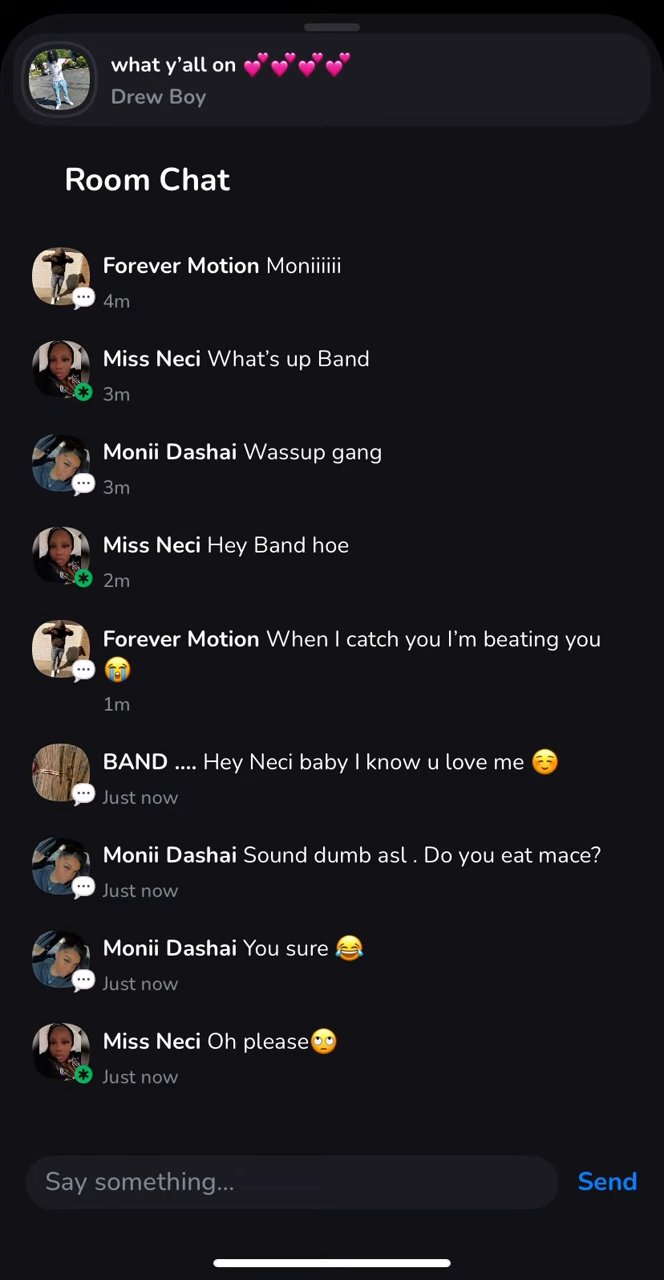 what y’all on 💕💕💕💕
Drew Boy
Room Chat
Forever Motion Moniiiiii
4m
Miss Neci What’s up Band
3m
Monii Dashai Wassup gang
3m
Miss Neci Hey Band hoe
2m
Forever Motion When I catch you I’m beating you
😭
1m
BAND .... Hey Neci baby I know u love me ☺️
Just now
Monii Dashai Sound dumb asl . Do you eat mace?
Just now
Monii Dashai You sure 😂
Just now
Miss Neci Oh please🙄
Just now
Say something...
Send